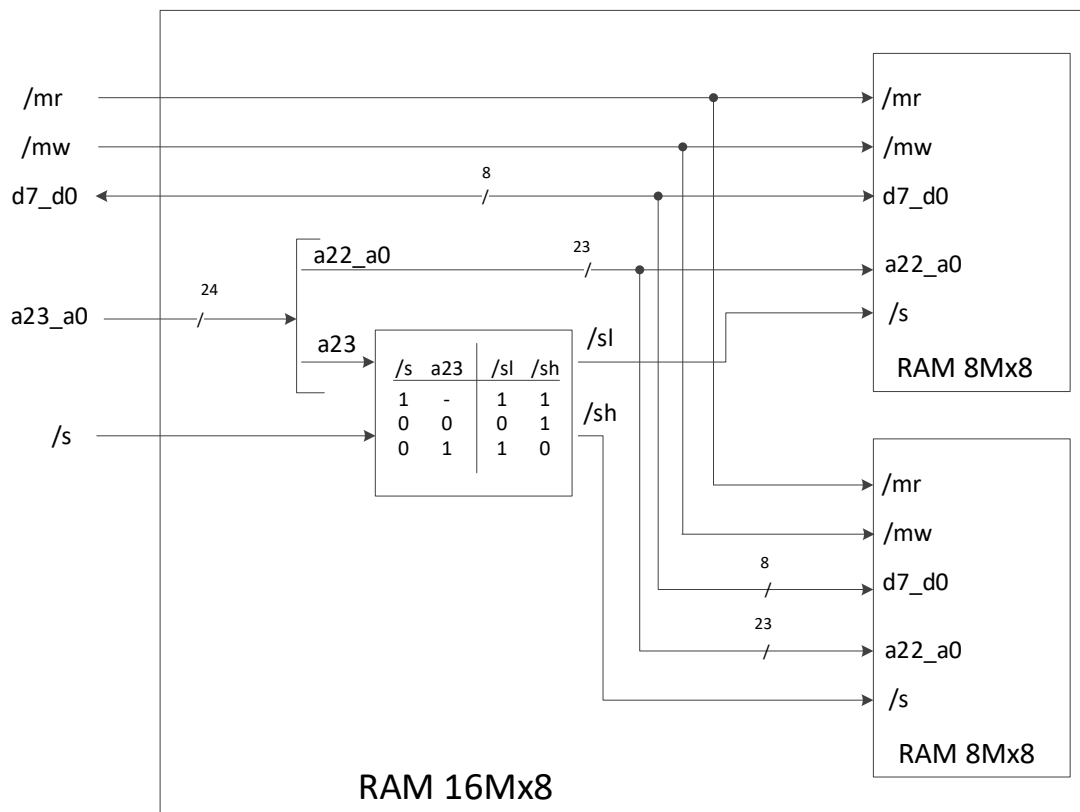 /mr
/mw
d7_d0
a23_a0
/s
8
24
a22_a0
23
a23
/s a23 /sl /sh
1 - 1 1
0 0 0 1
0 1 1 0
/sl
/sh
/mr
/mw
d7_d0
a22_a0
/s
RAM 8Mx8
/mr
/mw
8
d7_d0
23
a22_a0
/s
RAM 8Mx8
RAM 16Mx8